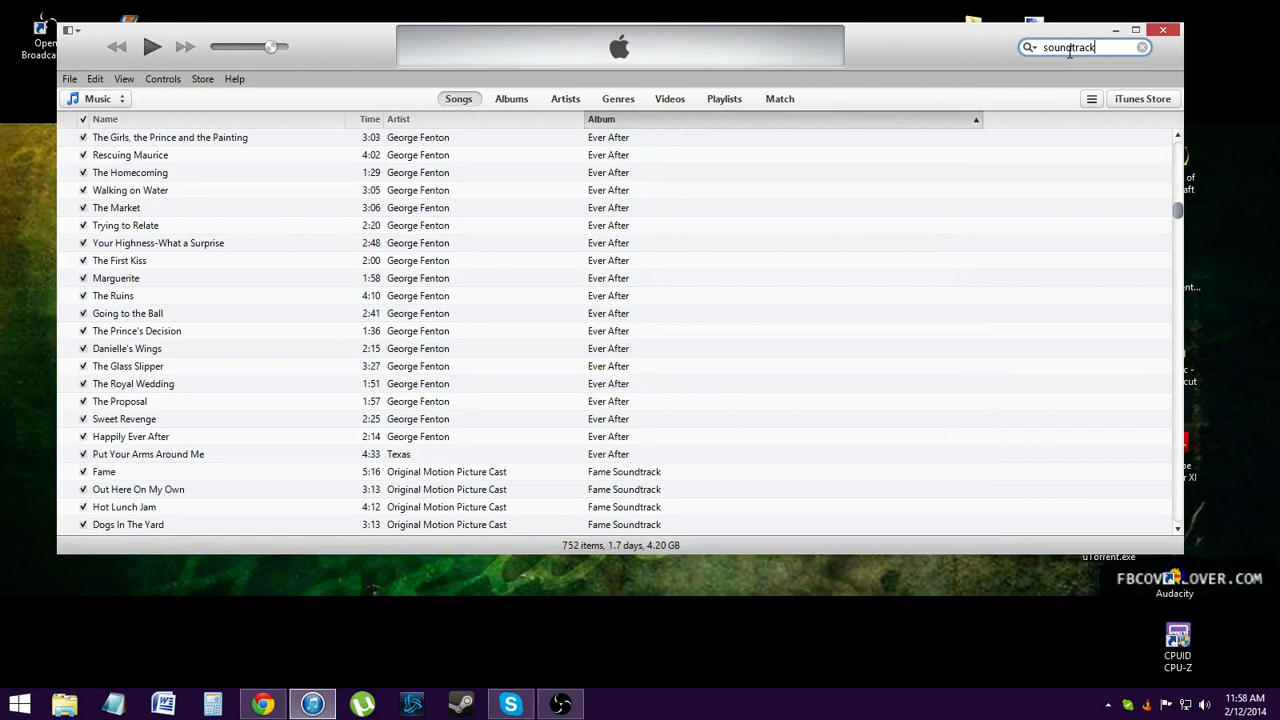 Open
Broadcas
soundtrack
File Edit View Controls Store Help
Music Songs Albums Artists Genres Radio Videos Playlists Match iTunes Store
Name Time Artist Album
The Girls, the Prince and the Painting 3:03 George Fenton Ever After
Rescuing Maurice 4:02 George Fenton Ever After
The Homecoming 1:29 George Fenton Ever After
Walking on Water 3:05 George Fenton Ever After
The Market 3:06 George Fenton Ever After
Trying to Relate 2:20 George Fenton Ever After
Your Highness-What a Surprise 2:48 George Fenton Ever After
The First Kiss 2:00 George Fenton Ever After
Marguerite 1:58 George Fenton Ever After
The Ruins 4:10 George Fenton Ever After
Going to the Ball 2:41 George Fenton Ever After
The Prince's Decision 1:36 George Fenton Ever After
Danielle's Wings 2:15 George Fenton Ever After
The Glass Slipper 3:27 George Fenton Ever After
The Royal Wedding 1:51 George Fenton Ever After
The Proposal 1:57 George Fenton Ever After
Sweet Revenge 2:25 George Fenton Ever After
Happily Ever After 2:14 George Fenton Ever After
Put Your Arms Around Me 4:33 Texas Ever After
Fame 5:16 Original Motion Picture Cast Fame Soundtrack
Out Here On My Own 3:13 Original Motion Picture Cast Fame Soundtrack
Hot Lunch Jam 4:12 Original Motion Picture Cast Fame Soundtrack
Dogs In The Yard 3:13 Original Motion Picture Cast Fame Soundtrack
752 items, 1.7 days, 4.20 GB
of
aft
ent...
c -
cut
be
r XI
uTorrent.exe
FBCOVERLOVER.COM
Audacity
CPUID
CPU-Z
11:58 AM
2/12/2014